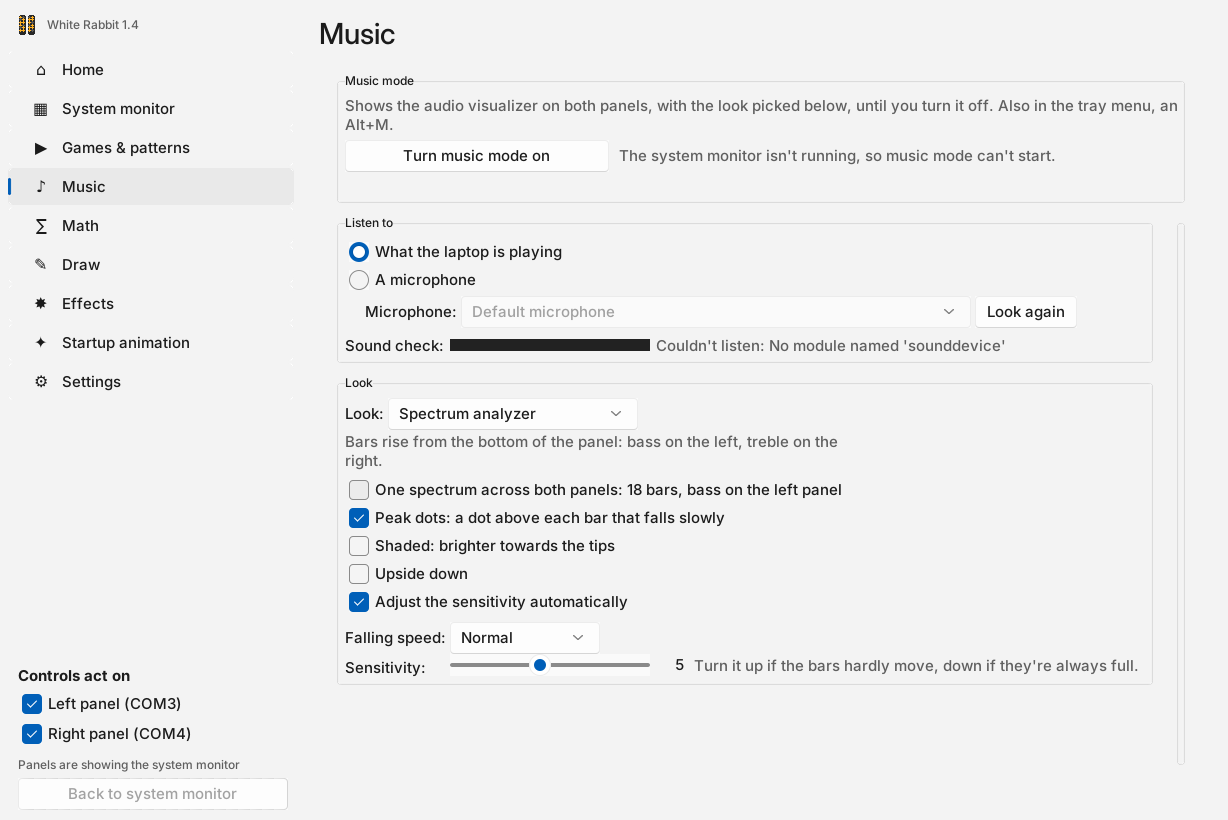 White Rabbit 1.4
Home
System monitor
Games & patterns
Music
Math
Draw
Effects
Startup animation
Settings
Controls act on
Left panel (COM3)
Right panel (COM4)
Panels are showing the system monitor
Back to system monitor
Music
Music mode
Shows the audio visualizer on both panels, with the look picked below, until you turn it off. Also in the tray menu, an
Alt+M.
Turn music mode on
The system monitor isn't running, so music mode can't start.
Listen to
What the laptop is playing
A microphone
Microphone: Default microphone
Look again
Sound check: Couldn't listen: No module named 'sounddevice'
Look
Look: Spectrum analyzer
Bars rise from the bottom of the panel: bass on the left, treble on the
right.
One spectrum across both panels: 18 bars, bass on the left panel
Peak dots: a dot above each bar that falls slowly
Shaded: brighter towards the tips
Upside down
Adjust the sensitivity automatically
Falling speed: Normal
Sensitivity: 5 Turn it up if the bars hardly move, down if they're always full.